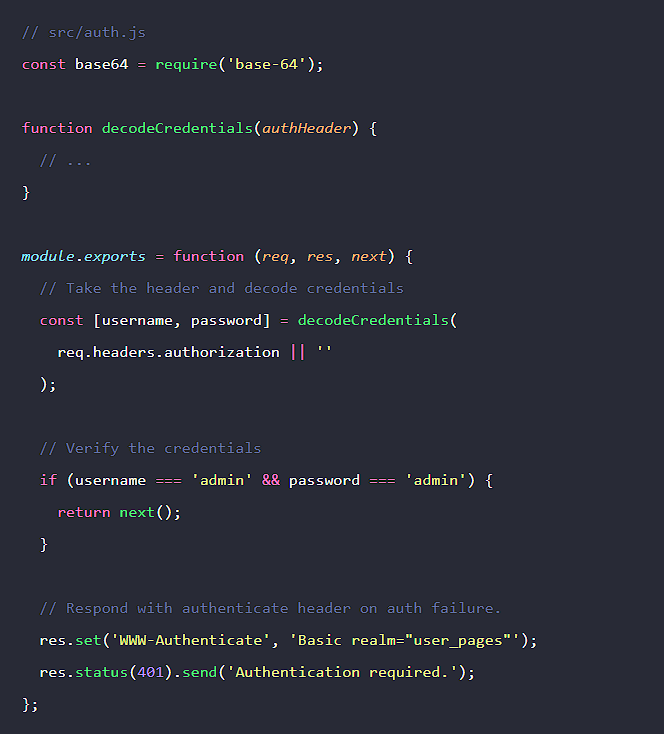 // src/auth.js
const base64 = require('base-64');
function decodeCredentials(authHeader) {
// ...
}
module.exports = function (req, res, next) {
// Take the header and decode credentials
const [username, password] = decodeCredentials(
req.headers.authorization || ''
);
// Verify the credentials
if (username === 'admin' && password === 'admin') {
return next();
}
// Respond with authenticate header on auth failure.
res.set('WWW-Authenticate', 'Basic realm="user_pages"');
res.status(401).send('Authentication required.');
};